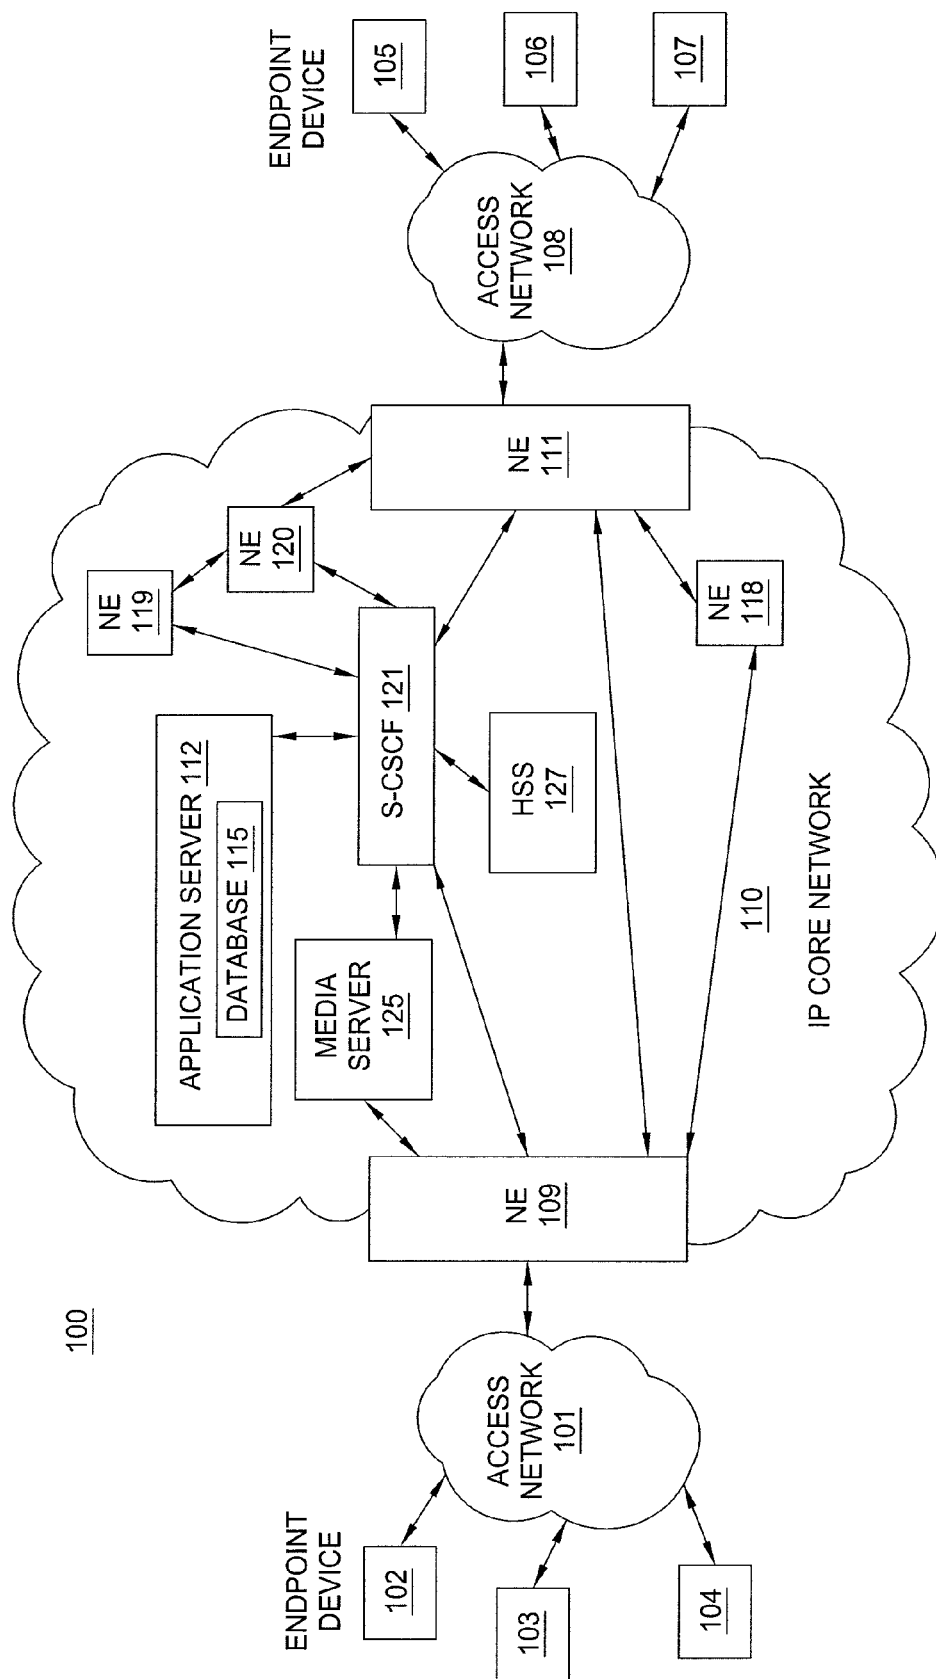 100
ENDPOINT
DEVICE
102
103
104
ACCESS
NETWORK
101
NE
109
APPLICATION SERVER 112
DATABASE 115
MEDIA
SERVER
125
S-CSCF 121
HSS
127
NE
119
NE
120
NE
111
NE
118
110
IP CORE NETWORK
ACCESS
NETWORK
108
ENDPOINT
DEVICE
105
106
107